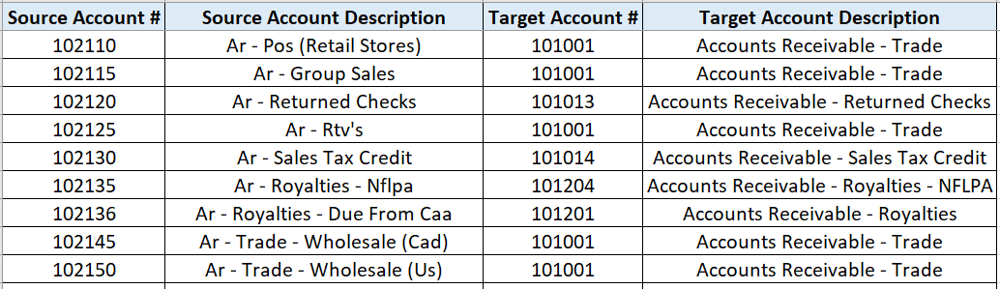 Source Account # Source Account Description Target Account # Target Account Description
102110 Ar - Pos (Retail Stores) 101001 Accounts Receivable - Trade
102115 Ar - Group Sales 101001 Accounts Receivable - Trade
102120 Ar - Returned Checks 101013 Accounts Receivable - Returned Checks
102125 Ar - Rtv's 101001 Accounts Receivable - Trade
102130 Ar - Sales Tax Credit 101014 Accounts Receivable - Sales Tax Credit
102135 Ar - Royalties - Nflpa 101204 Accounts Receivable - Royalties - NFLPA
102136 Ar - Royalties - Due From Caa 101201 Accounts Receivable - Royalties
102145 Ar - Trade - Wholesale (Cad) 101001 Accounts Receivable - Trade
102150 Ar - Trade - Wholesale (Us) 101001 Accounts Receivable - Trade